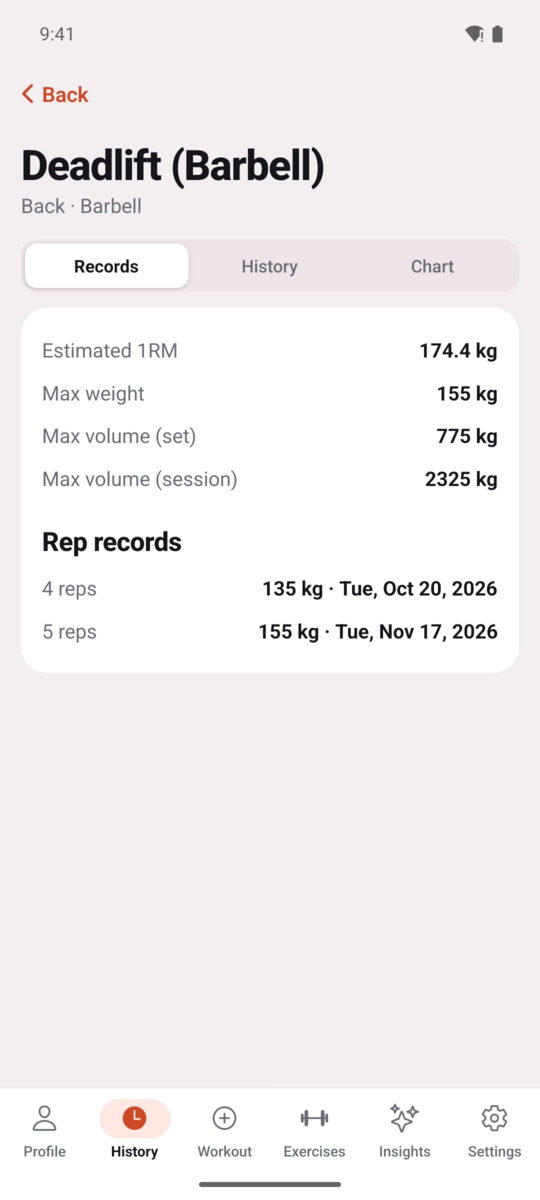 9:41
Back
Deadlift (Barbell)
Back · Barbell
Records History Chart
Estimated 1RM 174.4 kg
Max weight 155 kg
Max volume (set) 775 kg
Max volume (session) 2325 kg
Rep records
4 reps 135 kg · Tue, Oct 20, 2026
5 reps 155 kg · Tue, Nov 17, 2026
Profile History Workout Exercises Insights Settings